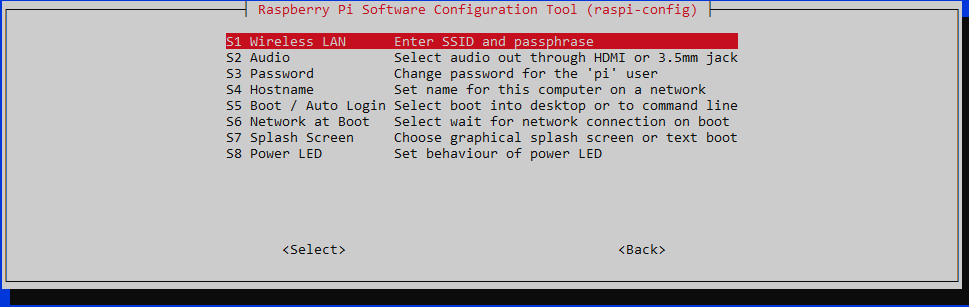 Raspberry Pi Software Configuration Tool (raspi-config)
S1 Wireless LAN Enter SSID and passphrase
S2 Audio Select audio out through HDMI or 3.5mm jack
S3 Password Change password for the 'pi' user
S4 Hostname Set name for this computer on a network
S5 Boot / Auto Login Select boot into desktop or to command line
S6 Network at Boot Select wait for network connection on boot
S7 Splash Screen Choose graphical splash screen or text boot
S8 Power LED Set behaviour of power LED
<Select> <Back>